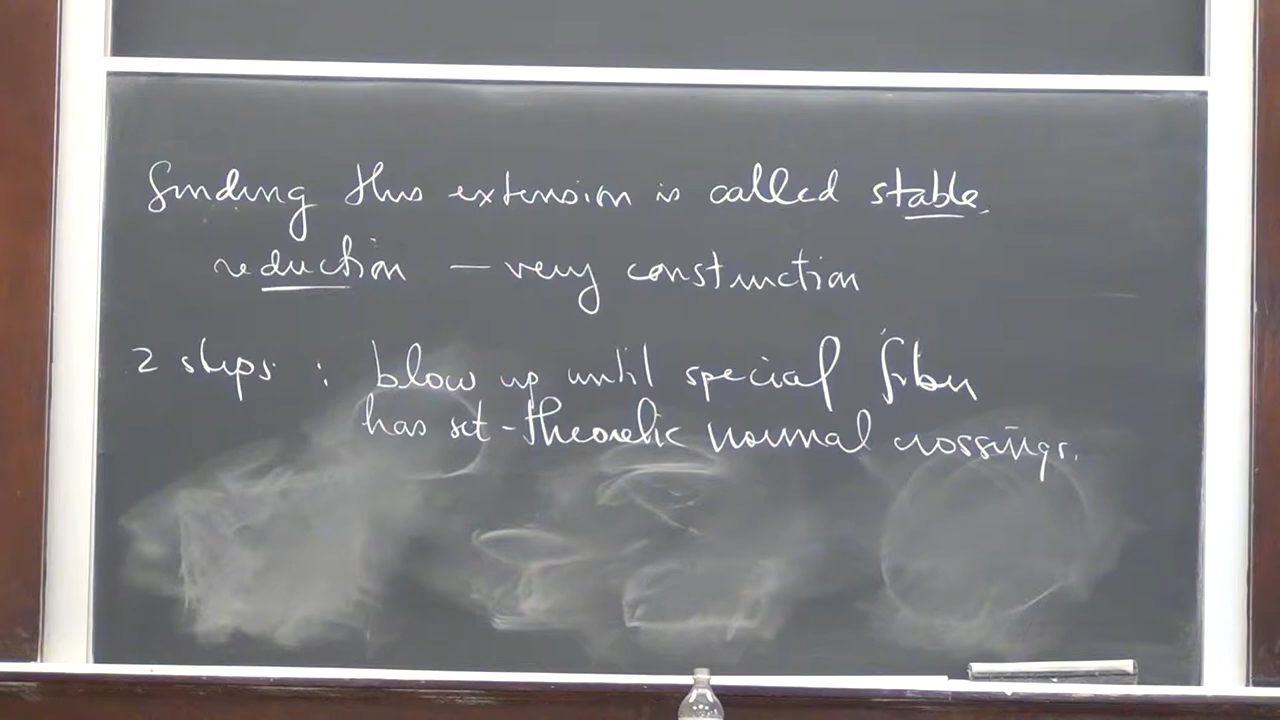 finding this extension is called stable
reduction — very construction
2 steps : blow up until special fiber
has set-theoretic normal crossings.